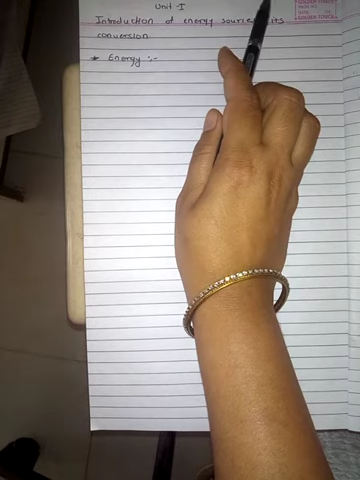 Unit-I
Introduction of energy sources its
conversion
* Energy :-